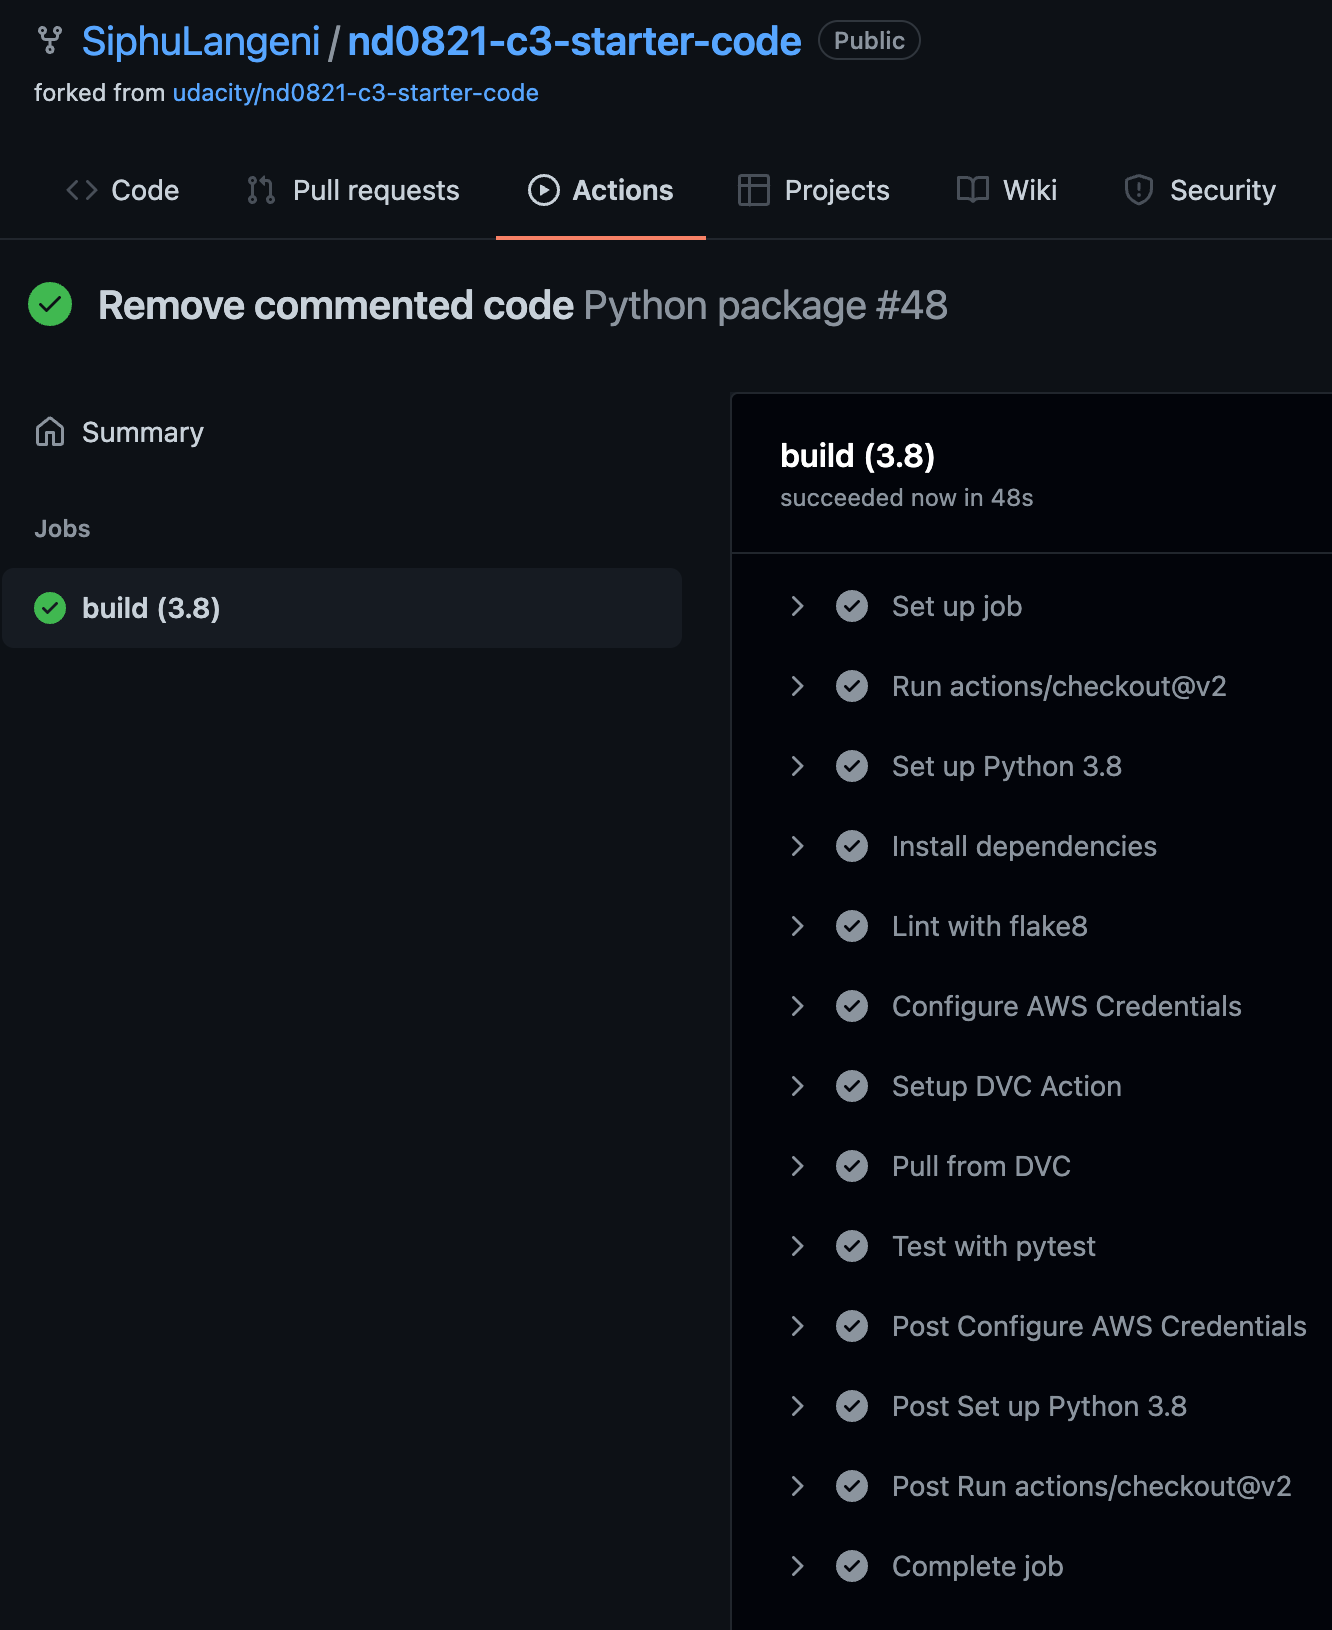 SiphuLangeni / nd0821-c3-starter-code Public
forked from udacity/nd0821-c3-starter-code
Code Pull requests Actions Projects Wiki Security
Remove commented code Python package #48
Summary
Jobs
build (3.8)
build (3.8)
succeeded now in 48s
Set up job
Run actions/checkout@v2
Set up Python 3.8
Install dependencies
Lint with flake8
Configure AWS Credentials
Setup DVC Action
Pull from DVC
Test with pytest
Post Configure AWS Credentials
Post Set up Python 3.8
Post Run actions/checkout@v2
Complete job